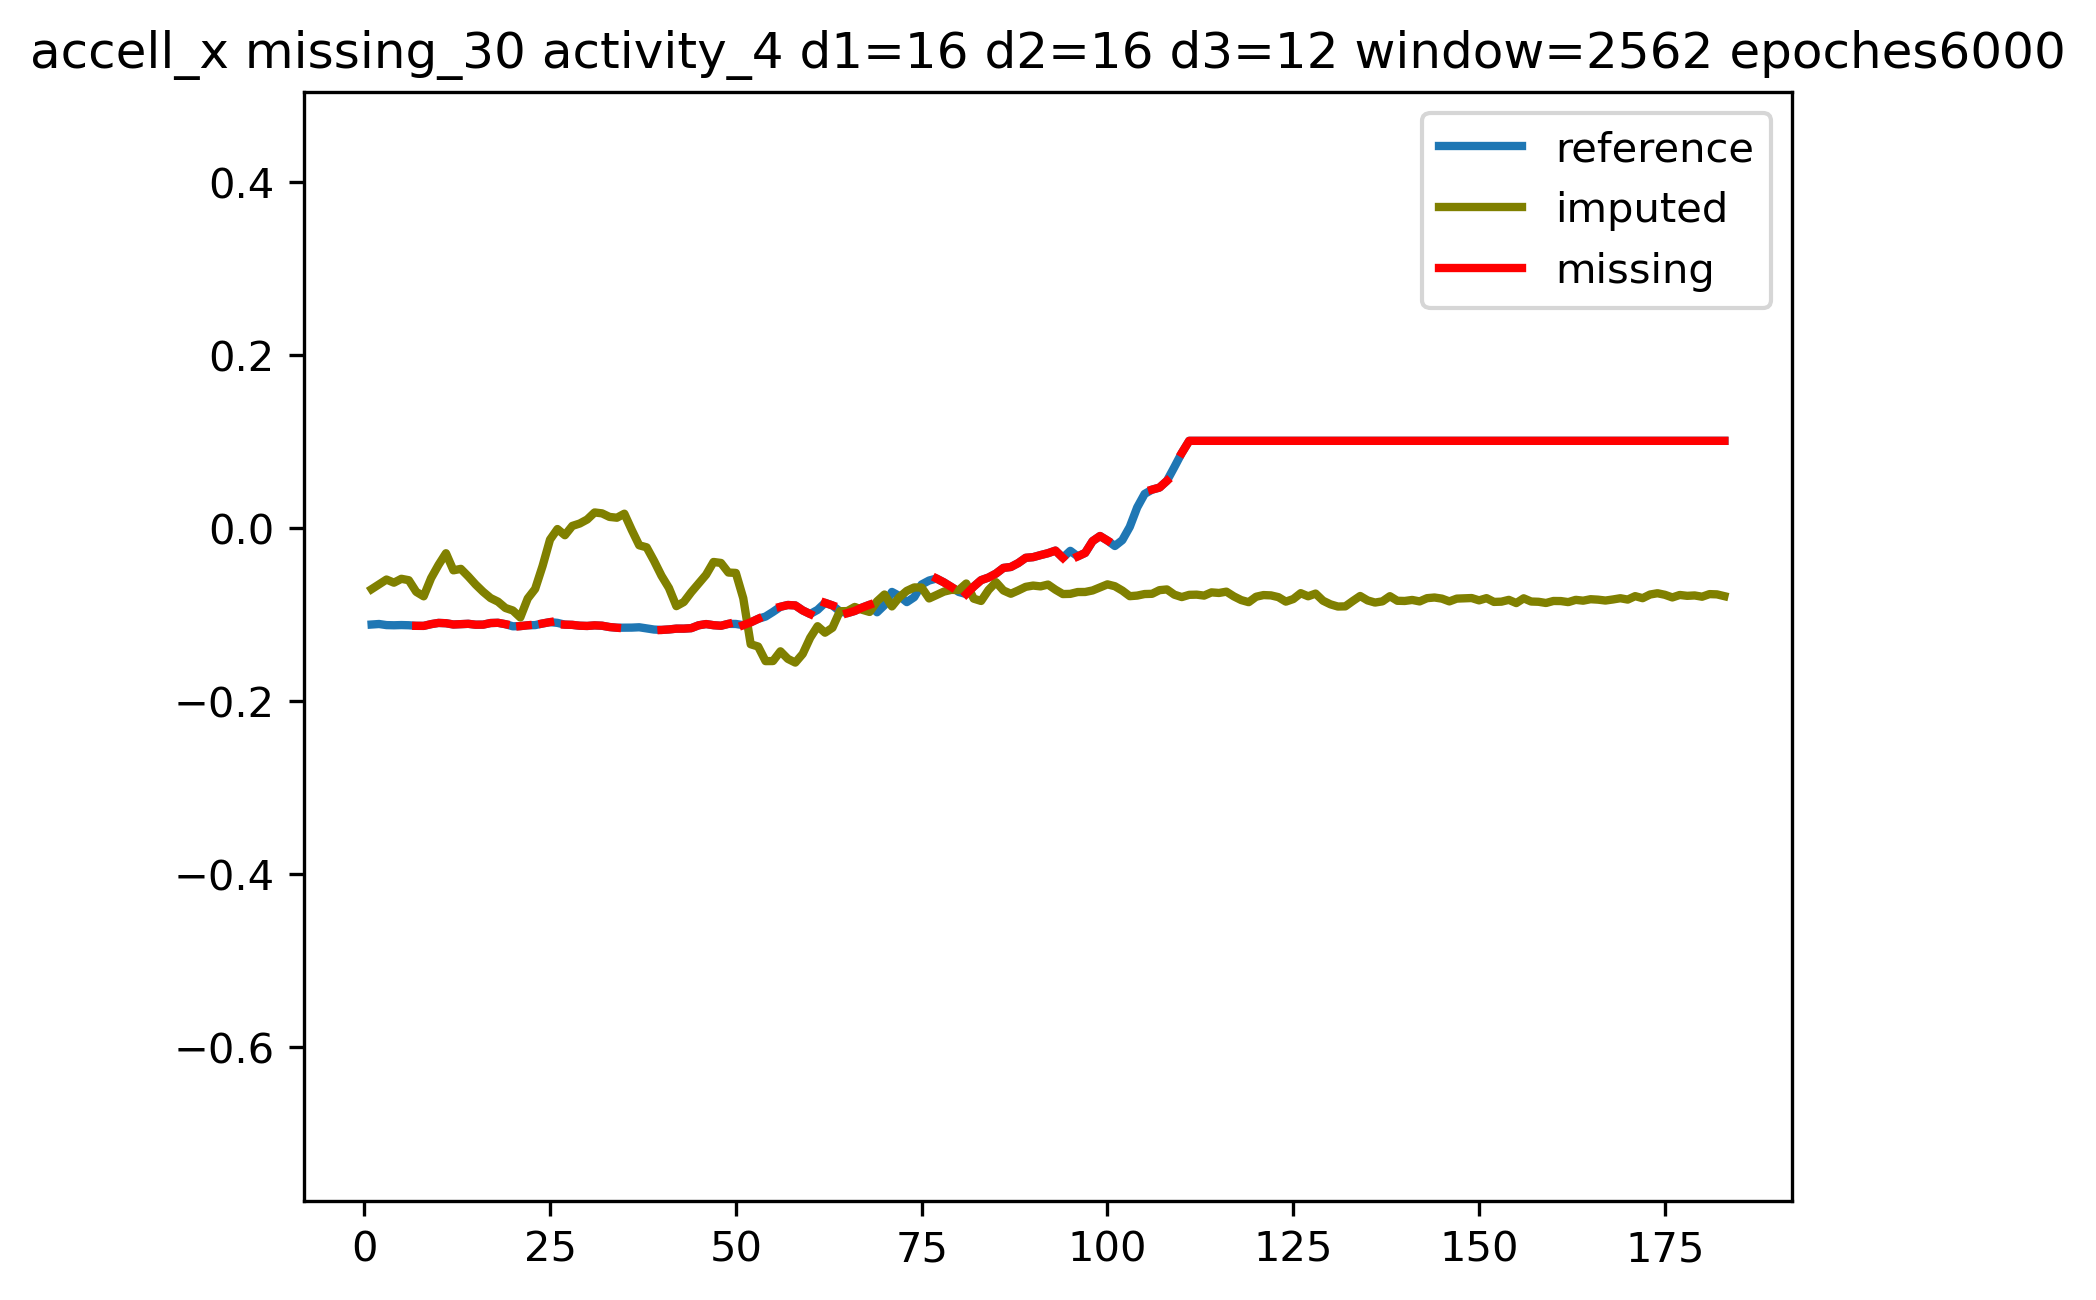 accell_x missing_30 activity_4 d1=16 d2=16 d3=12 window=2562 epoches6000
reference
imputed
missing
0.4
0.2
0.0
−0.2
−0.4
−0.6
0 25 50 75 100 125 150 175